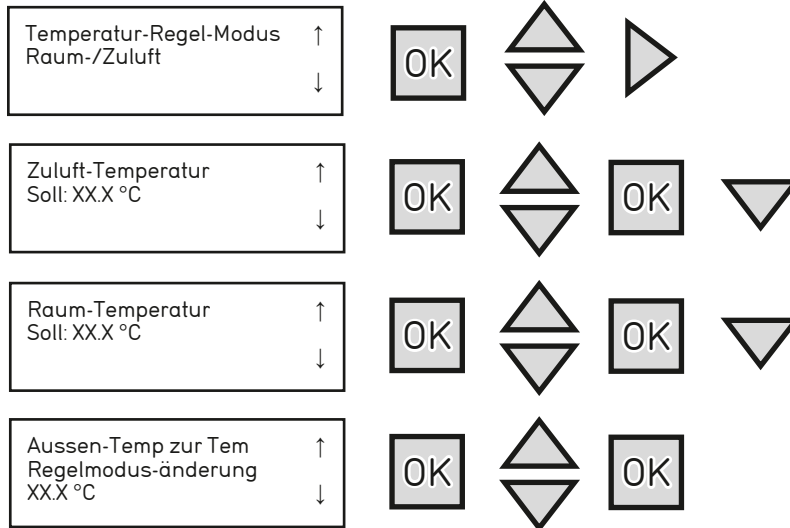 Temperatur-Regel-Modus ↑
Raum-/Zuluft
↓
OK
Zuluft-Temperatur ↑
Soll: XX.X °C
↓
OK OK
Raum-Temperatur ↑
Soll: XX.X °C
↓
OK OK
Aussen-Temp zur Tem ↑
Regelmodus-änderung
XX.X °C ↓
OK OK